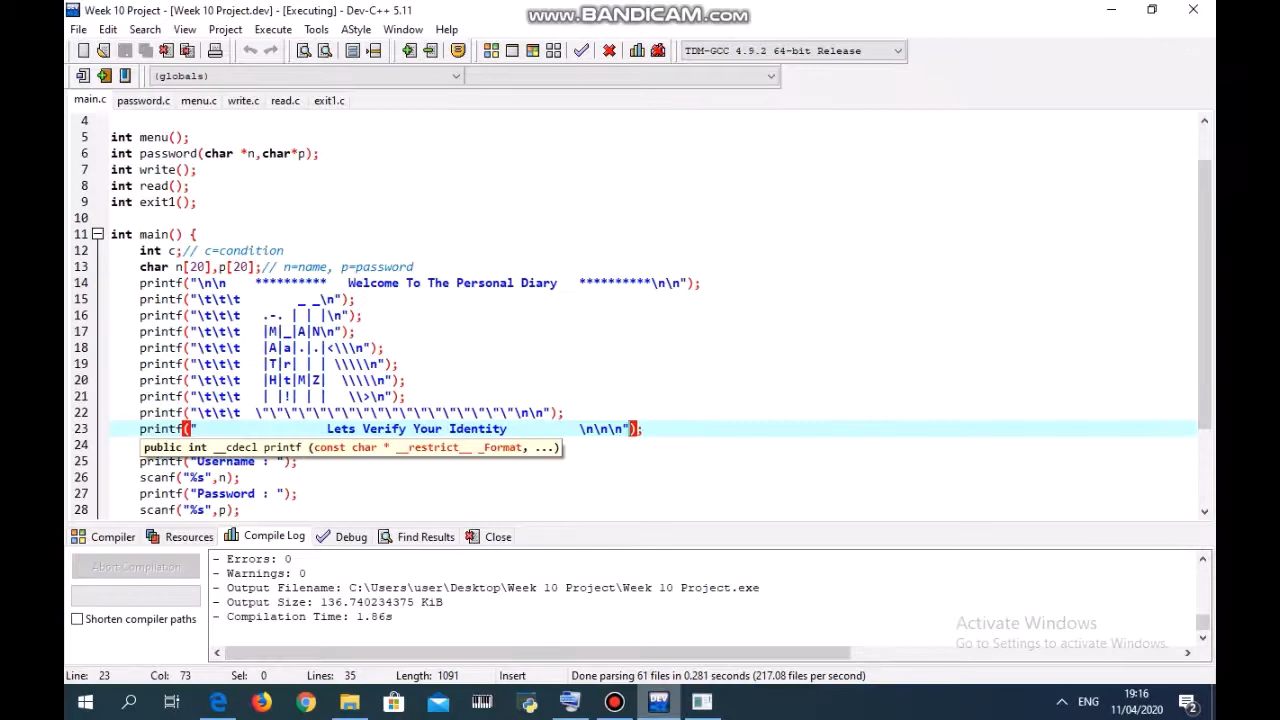 Week 10 Project - [Week 10 Project.dev] - [Executing] - Dev-C++ 5.11
www.BANDICAM.com
File Edit Search View Project Execute Tools AStyle Window Help
TDM-GCC 4.9.2 64-bit Release
(globals)
main.c password.c menu.c write.c read.c exit1.c
4
5 int menu();
6 int password(char *n,char*p);
7 int write();
8 int read();
9 int exit1();
10
11 int main() {
12 int c;// c=condition
13 char n[20],p[20];// n=name, p=password
14 printf("\n\n   **********   Welcome To The Personal Diary   **********\n\n");
15 printf("\t\t\t        _ _\n");
16 printf("\t\t\t   .-. | | |\n");
17 printf("\t\t\t   |M|_|A|N\n");
18 printf("\t\t\t   |A|a|.|.|<\\\n");
19 printf("\t\t\t   |T|r| | | \\\\\n");
20 printf("\t\t\t   |H|t|M|Z|  \\\\\n");
21 printf("\t\t\t   | |!| | |   \\>\n");
22 printf("\t\t\t  \"\"\"\"\"\"\"\"\"\"\"\"\"\"\"\"\"\"\n\n");
23 printf("                  Lets Verify Your Identity          \n\n\n");
24 public int __cdecl printf (const char * __restrict__ _Format, ...)
25 printf("Username : ");
26 scanf("%s",n);
27 printf("Password : ");
28 scanf("%s",p);
Compiler Resources Compile Log Debug Find Results Close
Abort Compilation
Shorten compiler paths
- Errors: 0
- Warnings: 0
- Output Filename: C:\Users\user\Desktop\Week 10 Project\Week 10 Project.exe
- Output Size: 136.740234375 KiB
- Compilation Time: 1.86s
Activate Windows
Go to Settings to activate Windows.
Line: 23 Col: 73 Sel: 0 Lines: 35 Length: 1091 Insert Done parsing 61 files in 0.281 seconds (217.08 files per second)
DEV
ENG
19:16
11/04/2020
2